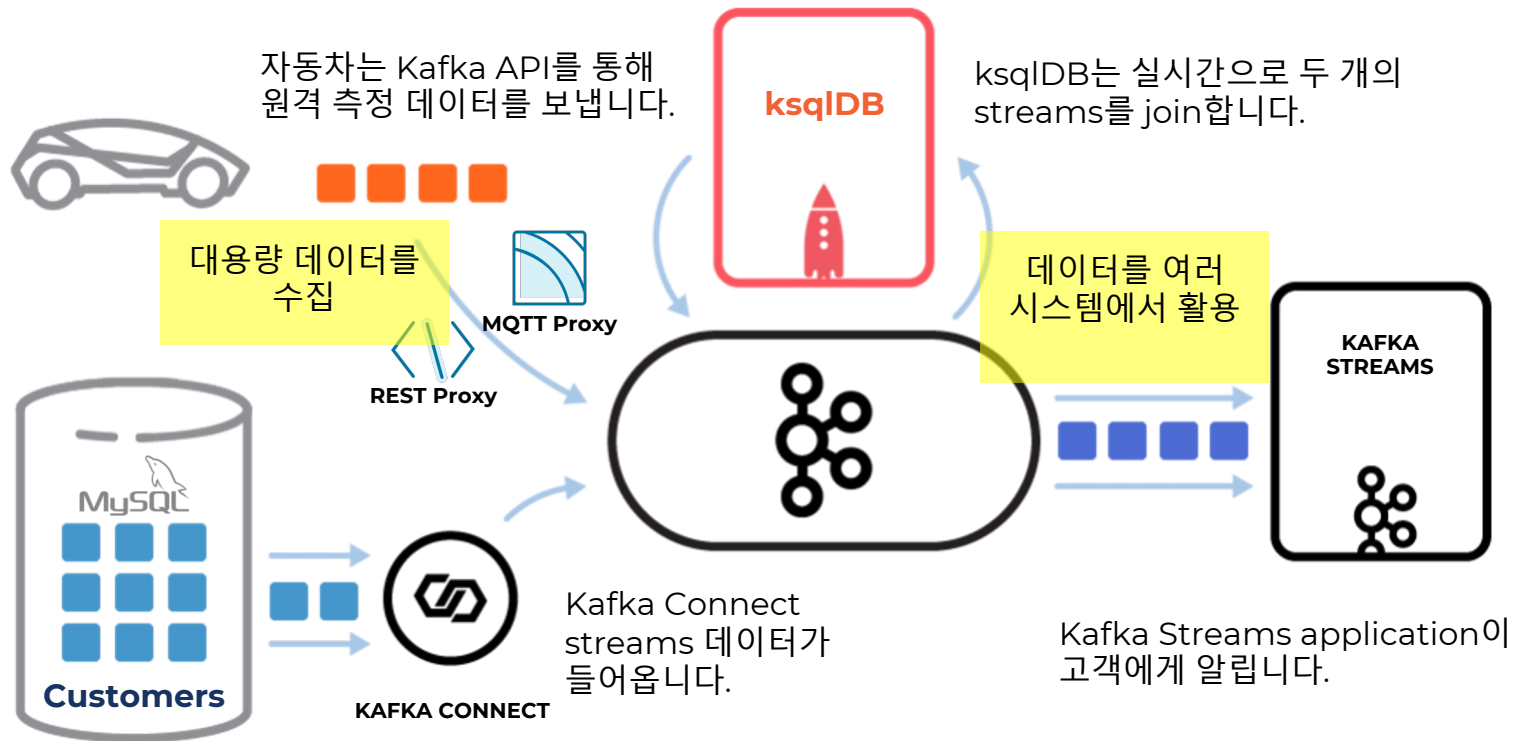 자동차는 Kafka API를 통해
원격 측정 데이터를 보냅니다.
ksqlDB
ksqlDB는 실시간으로 두 개의
streams를 join합니다.
대용량 데이터를
수집
MQTT Proxy
REST Proxy
데이터를 여러
시스템에서 활용
KAFKA
STREAMS
MySQL
Customers
KAFKA CONNECT
Kafka Connect
streams 데이터가
들어옵니다.
Kafka Streams application이
고객에게 알립니다.